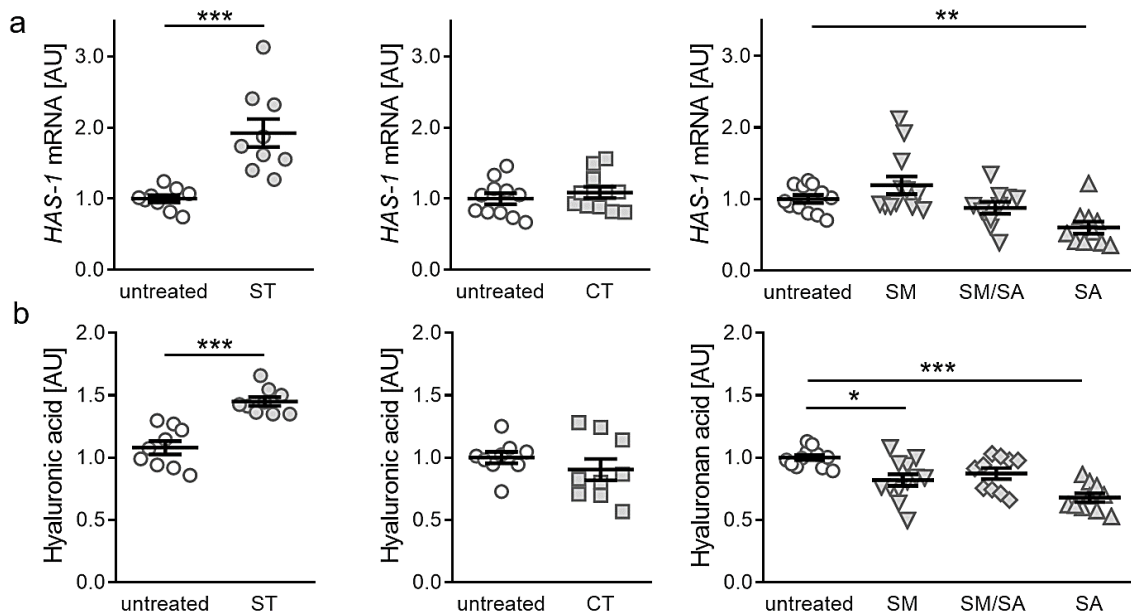 a
HAS-1 mRNA [AU]
3.0
2.0
1.0
0.0
***
untreated ST
HAS-1 mRNA [AU]
3.0
2.0
1.0
0.0
untreated CT
HAS-1 mRNA [AU]
3.0
2.0
1.0
0.0
**
untreated SM SM/SA SA
b
Hyaluronic acid [AU]
2.0
1.5
1.0
0.5
0.0
***
untreated ST
Hyaluronic acid [AU]
2.0
1.5
1.0
0.5
0.0
untreated CT
Hyaluronan acid [AU]
2.0
1.5
1.0
0.5
0.0
***
*
untreated SM SM/SA SA